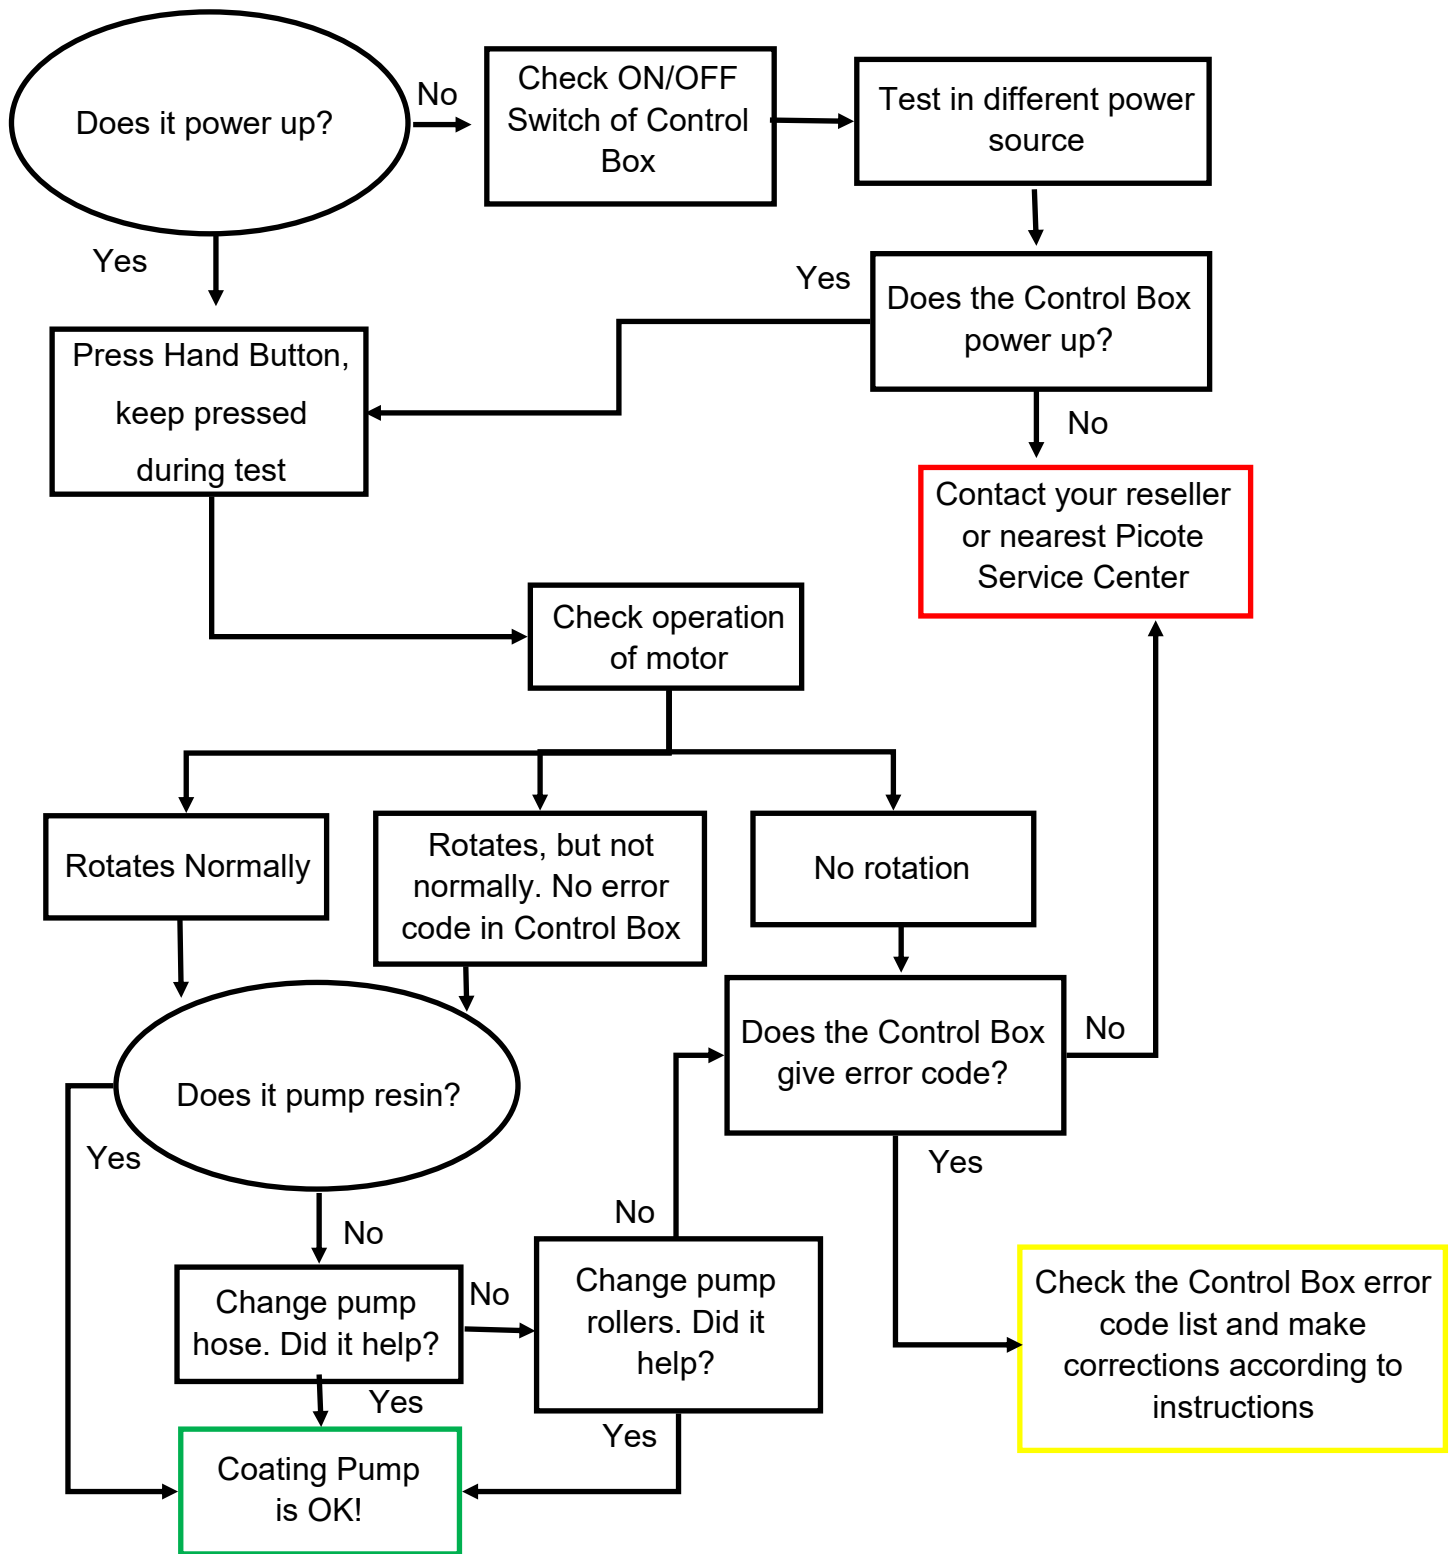 Does it power up?
No
Check ON/OFF
Switch of Control
Box
Test in different power
source
Yes
Yes
Does the Control Box
power up?
Press Hand Button,
keep pressed
during test
No
Contact your reseller
or nearest Picote
Service Center
Check operation
of motor
Rotates Normally
Rotates, but not
normally. No error
code in Control Box
No rotation
Does the Control Box
give error code?
No
Does it pump resin?
Yes
Yes
No
No
Change pump
hose. Did it help?
No
Change pump
rollers. Did it
help?
Check the Control Box error
code list and make
corrections according to
instructions
Yes
Yes
Coating Pump
is OK!